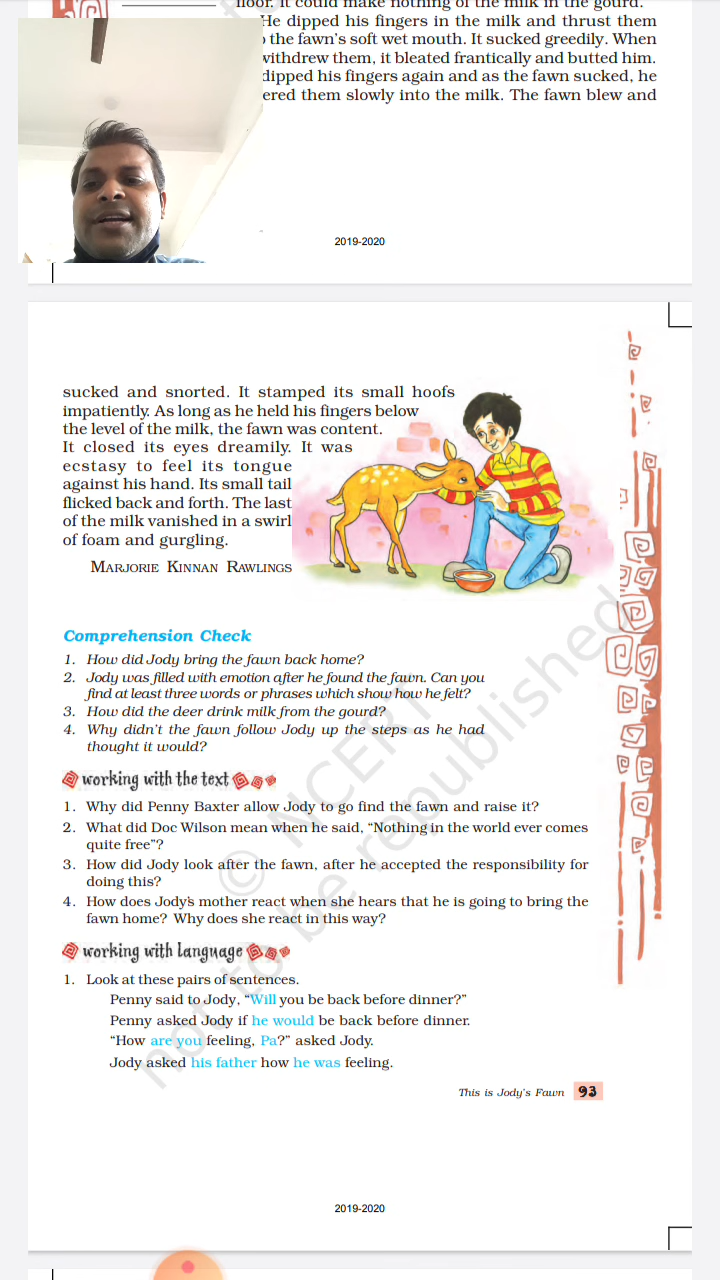 floor. It could make nothing of the milk in the gourd.
He dipped his fingers in the milk and thrust them
the fawn's soft wet mouth. It sucked greedily. When
withdrew them, it bleated frantically and butted him.
dipped his fingers again and as the fawn sucked, he
ered them slowly into the milk. The fawn blew and
2019-2020
sucked and snorted. It stamped its small hoofs
impatiently. As long as he held his fingers below
the level of the milk, the fawn was content.
It closed its eyes dreamily. It was
ecstasy to feel its tongue
against his hand. Its small tail
flicked back and forth. The last
of the milk vanished in a swirl
of foam and gurgling.
MARJORIE KINNAN RAWLINGS
Comprehension Check
1. How did Jody bring the fawn back home?
2. Jody was filled with emotion after he found the fawn. Can you
find at least three words or phrases which show how he felt?
3. How did the deer drink milk from the gourd?
4. Why didn't the fawn follow Jody up the steps as he had
thought it would?
working with the text
1. Why did Penny Baxter allow Jody to go find the fawn and raise it?
2. What did Doc Wilson mean when he said, “Nothing in the world ever comes
quite free”?
3. How did Jody look after the fawn, after he accepted the responsibility for
doing this?
4. How does Jody's mother react when she hears that he is going to bring the
fawn home? Why does she react in this way?
working with language
1. Look at these pairs of sentences.
Penny said to Jody, “Will you be back before dinner?”
Penny asked Jody if he would be back before dinner.
“How are you feeling, Pa?” asked Jody.
Jody asked his father how he was feeling.
This is Jody's Fawn 93
© NCERT
not to be republished
2019-2020